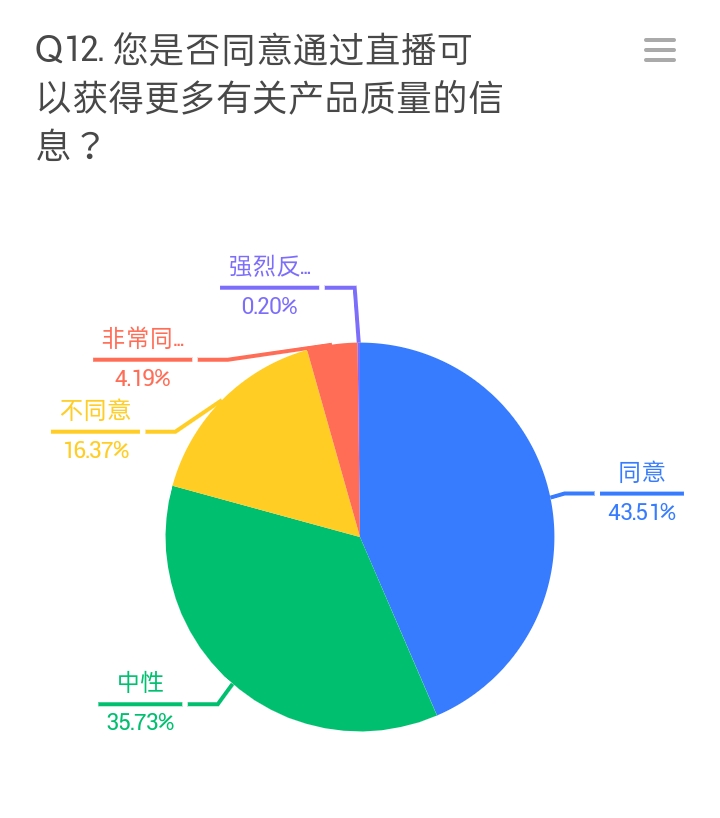 Q12. 您是否同意通过直播可
以获得更多有关产品质量的信
息？
强烈反...
0.20%
非常同...
4.19%
不同意
16.37%
同意
43.51%
中性
35.73%